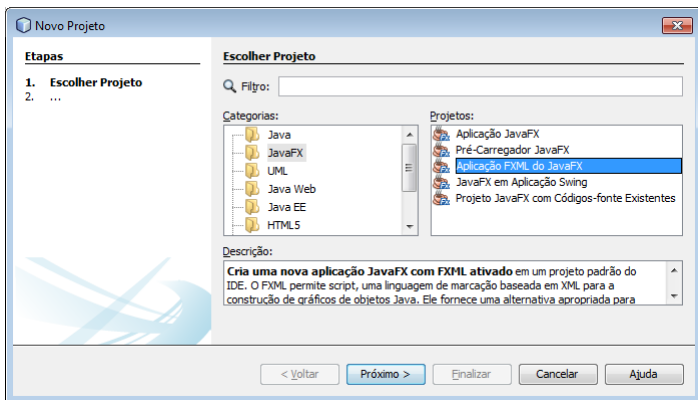 Novo Projeto
Etapas
1. Escolher Projeto
2. ...
Escolher Projeto
Filtro:
Categorias:
Java
JavaFX
UML
Java Web
Java EE
HTML5
Projetos:
Aplicação JavaFX
Pré-Carregador JavaFX
Aplicação FXML do JavaFX
JavaFX em Aplicação Swing
Projeto JavaFX com Códigos-fonte Existentes
Descrição:
Cria uma nova aplicação JavaFX com FXML ativado em um projeto padrão do
IDE. O FXML permite script, uma linguagem de marcação baseada em XML para a
construção de gráficos de objetos Java. Ele fornece uma alternativa apropriada para
< Voltar
Próximo >
Finalizar
Cancelar
Ajuda